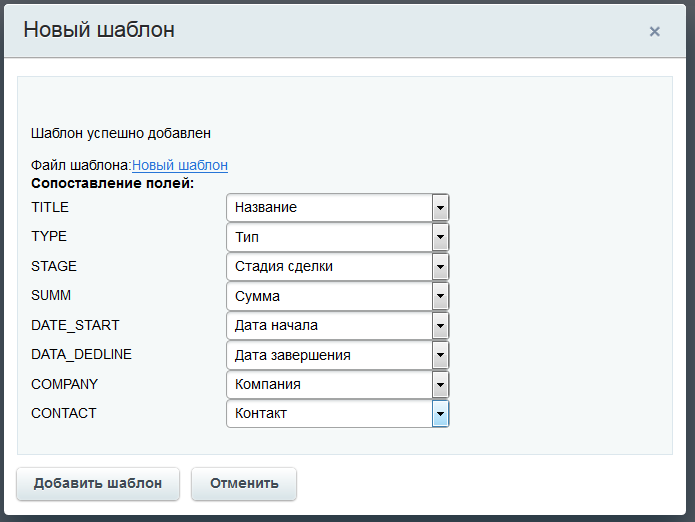 Новый шаблон
×
Шаблон успешно добавлен
Файл шаблона:Новый шаблон
Сопоставление полей:
TITLE Название
TYPE Тип
STAGE Стадия сделки
SUMM Сумма
DATE_START Дата начала
DATA_DEDLINE Дата завершения
COMPANY Компания
CONTACT Контакт
Добавить шаблон Отменить